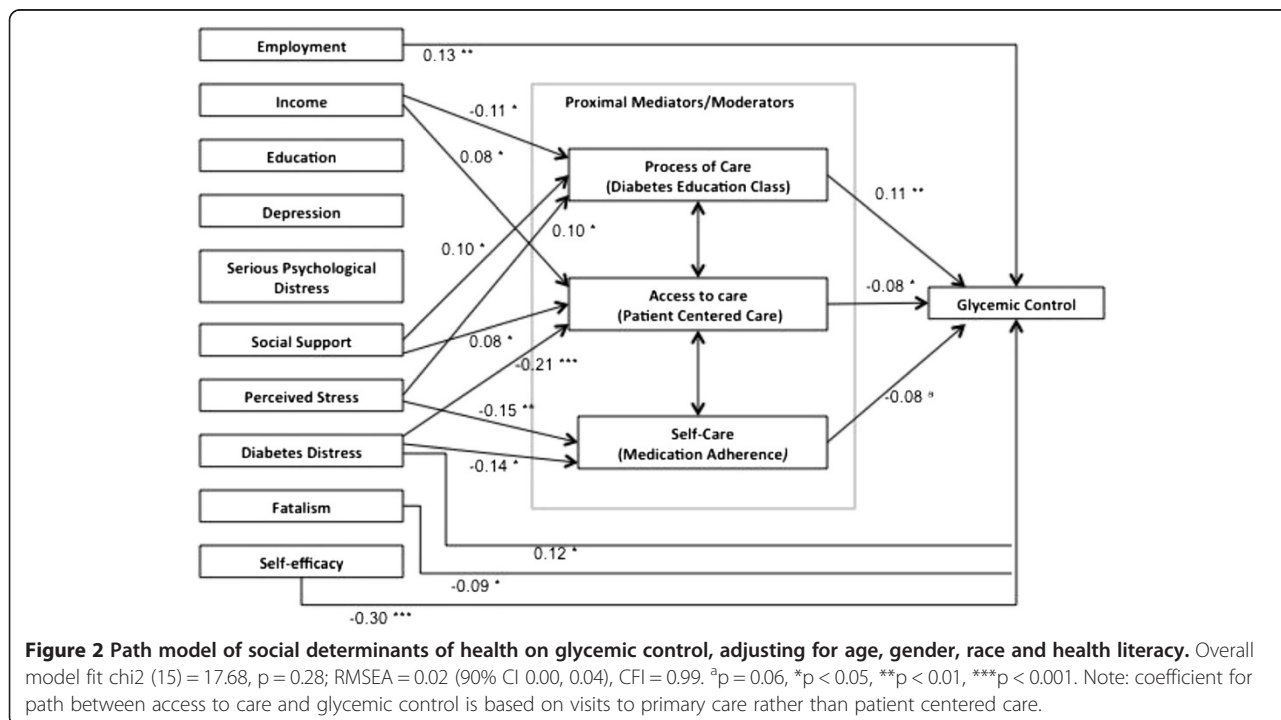 Employment
0.13 **
Income
-0.11 *
Proximal Mediators/Moderators
Education
0.08 *
Process of Care
(Diabetes Education Class)
0.11 **
Depression
0.10 *
0.10 *
Serious Psychological
Distress
Access to care
(Patient Centered Care)
-0.08 *
Glycemic Control
Social Support
0.08 *
-0.21 ***
Perceived Stress
-0.15 **
-0.08 ª
Self-Care
(Medication Adherence)
Diabetes Distress
-0.14 *
Fatalism
0.12 *
Self-efficacy
-0.09 *
-0.30 ***
Figure 2 Path model of social determinants of health on glycemic control, adjusting for age, gender, race and health literacy. Overall
model fit chi2 (15) = 17.68, p = 0.28; RMSEA = 0.02 (90% CI 0.00, 0.04), CFI = 0.99. ªp = 0.06, *p < 0.05, **p < 0.01, ***p < 0.001. Note: coefficient for
path between access to care and glycemic control is based on visits to primary care rather than patient centered care.